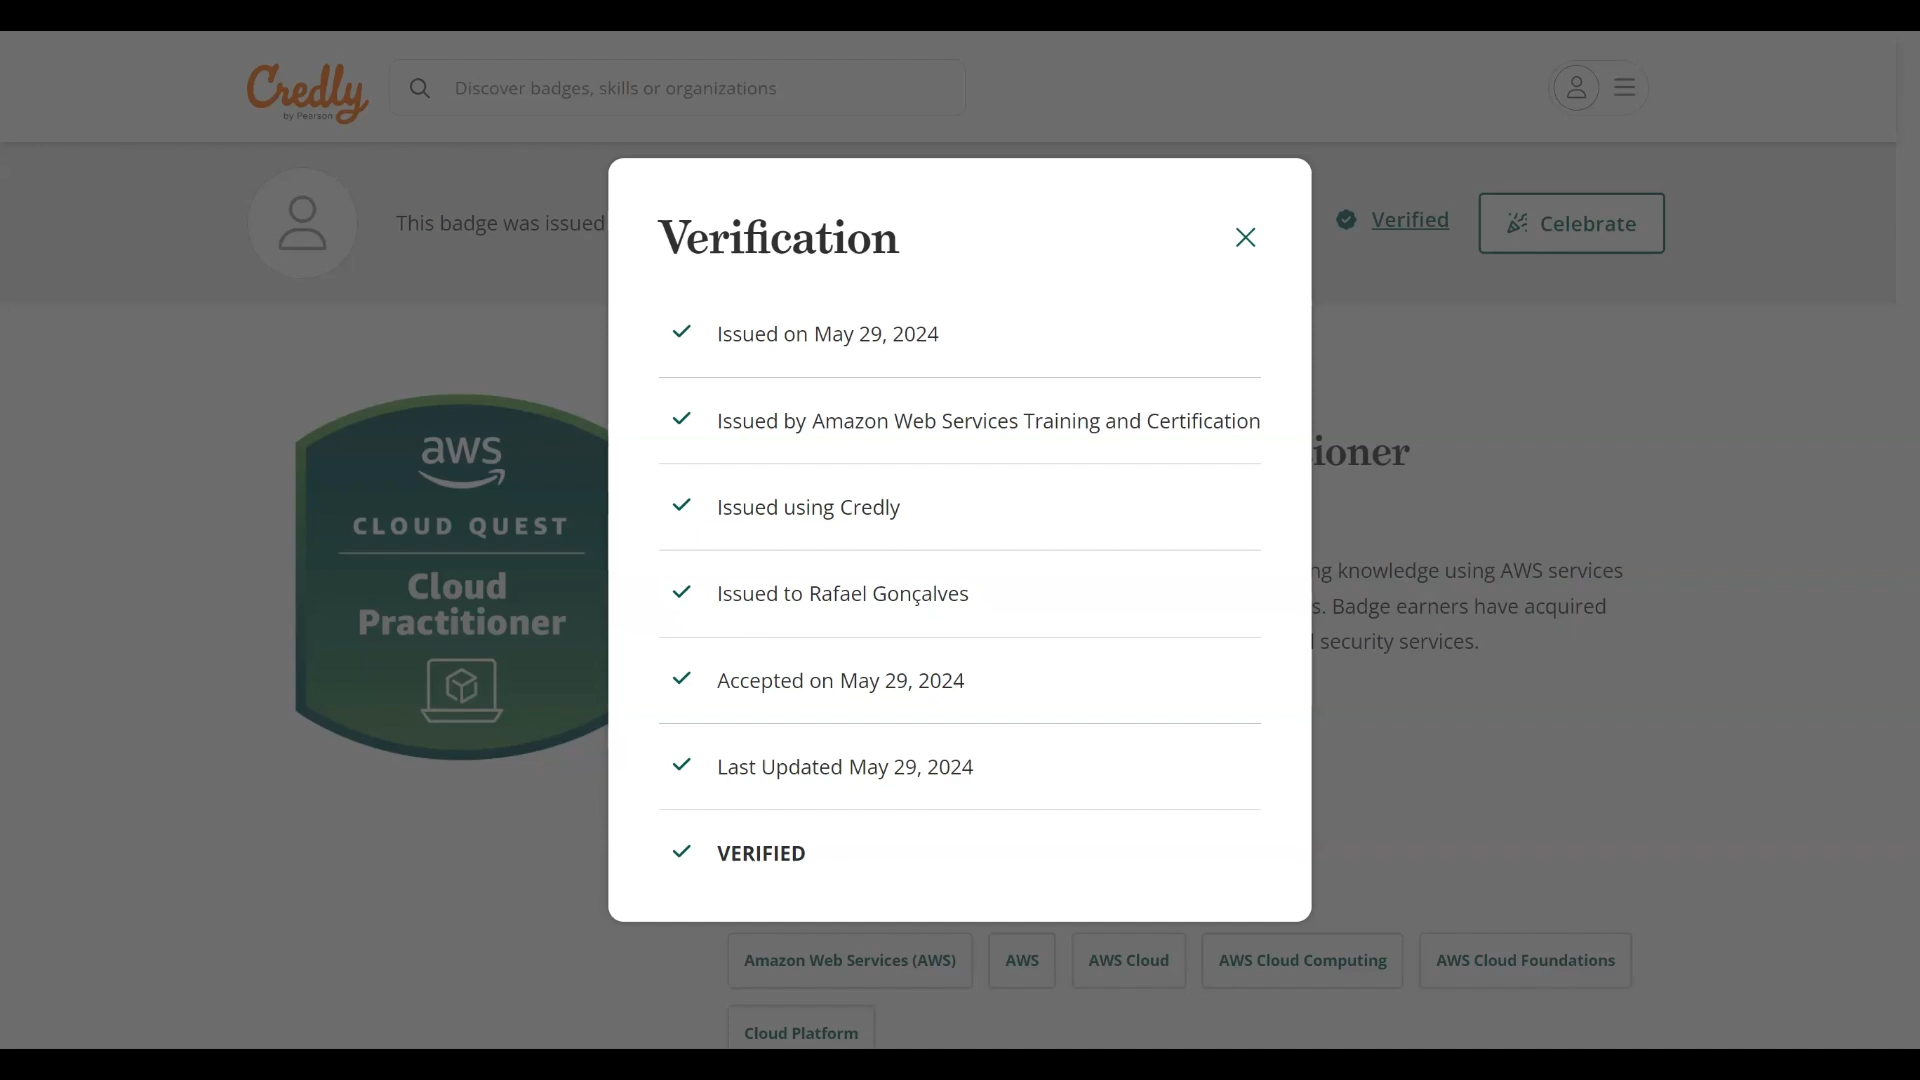 Credly
by Pearson
Discover badges, skills or organizations
This badge was issued
Verified
Celebrate
Verification
Issued on May 29, 2024
Issued by Amazon Web Services Training and Certification
Issued using Credly
Issued to Rafael Gonçalves
Accepted on May 29, 2024
Last Updated May 29, 2024
VERIFIED
aws
CLOUD QUEST
Cloud
Practitioner
ioner
ng knowledge using AWS services
s. Badge earners have acquired
security services.
Amazon Web Services (AWS)
AWS
AWS Cloud
AWS Cloud Computing
AWS Cloud Foundations
Cloud Platform